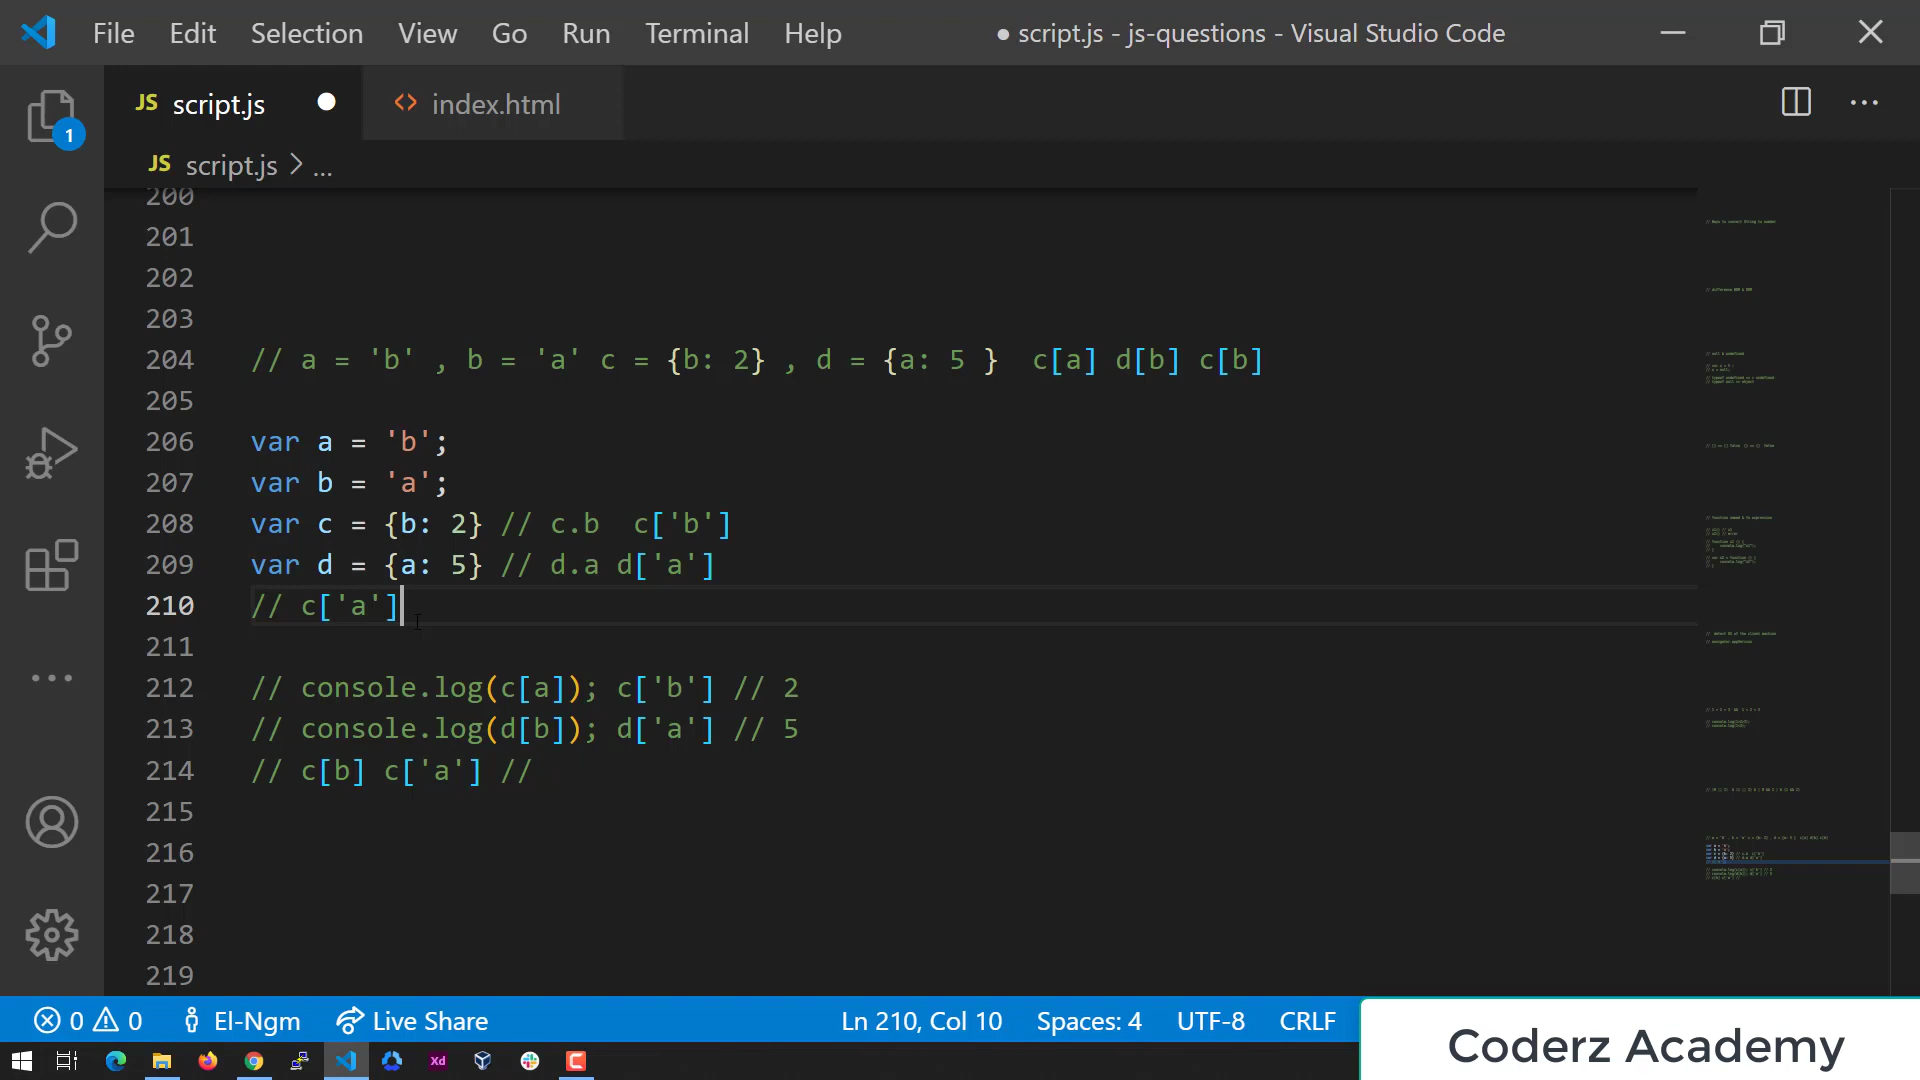 File Edit Selection View Go Run Terminal Help ● script.js - js-questions - Visual Studio Code
JS script.js ● <> index.html ...
1
JS script.js > ...
200
201
202
203
204 // a = 'b' , b = 'a' c = {b: 2} , d = {a: 5 }  c[a] d[b] c[b]
205
206 var a = 'b';
207 var b = 'a';
208 var c = {b: 2} // c.b  c['b']
209 var d = {a: 5} // d.a d['a']
210 // c['a']
211
212 // console.log(c[a]); c['b'] // 2
213 // console.log(d[b]); d['a'] // 5
214 // c[b] c['a'] //
215
216
217
218
219
0 0 El-Ngm Live Share Ln 210, Col 10 Spaces: 4 UTF-8 CRLF
Xd
Coderz Academy